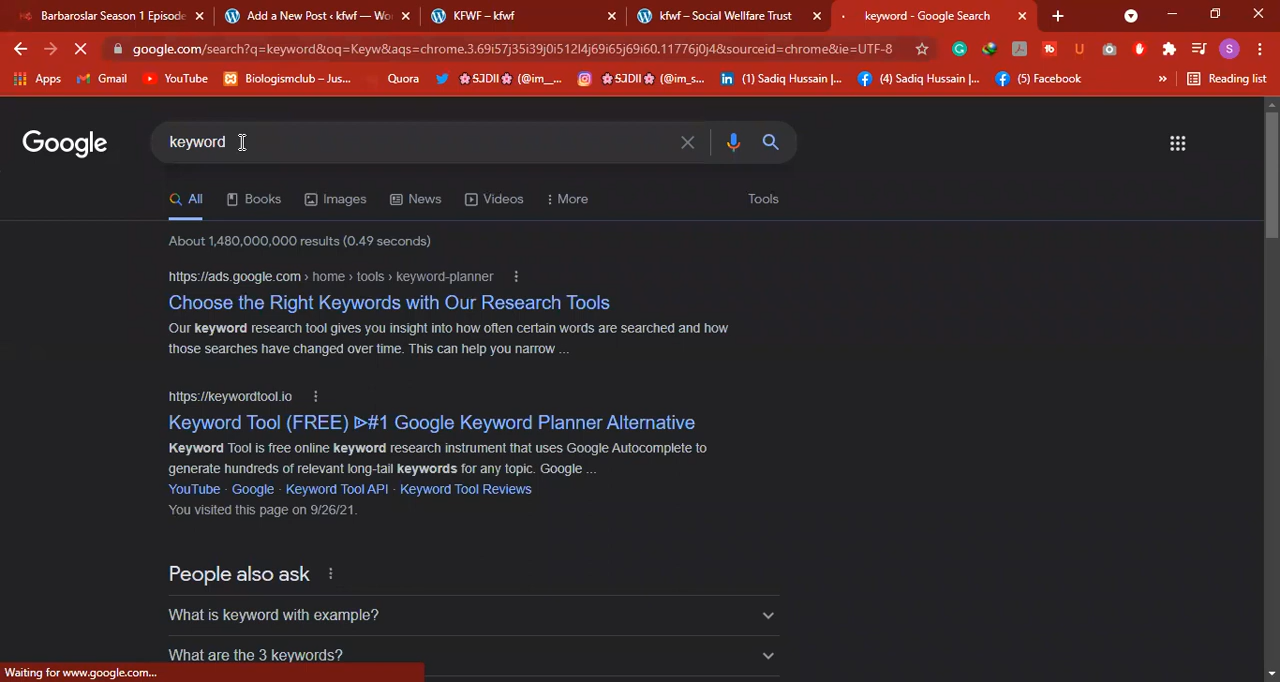 Barbaroslar Season 1 Episode
Add a New Post ‹ kfwf — Wo
KFWF – kfwf
kfwf – Social Wellfare Trust
keyword - Google Search
google.com/search?q=keyword&oq=Keyw&aqs=chrome.3.69i57j35i39j0i512l4j69i65j69i60.11776j0j4&sourceid=chrome&ie=UTF-8
Apps
Gmail
YouTube
Biologismclub – Jus...
Quora
✿ⓈJDII✿ (@im__...
✿ⓈJDII✿ (@im_s...
(1) Sadiq Hussain |...
(4) Sadiq Hussain |...
(5) Facebook
»
Reading list
Google
keyword
All
Books
Images
News
Videos
More
Tools
About 1,480,000,000 results (0.49 seconds)
https://ads.google.com › home › tools › keyword-planner
Choose the Right Keywords with Our Research Tools
Our keyword research tool gives you insight into how often certain words are searched and how
those searches have changed over time. This can help you narrow ...
https://keywordtool.io
Keyword Tool (FREE) ᐈ#1 Google Keyword Planner Alternative
Keyword Tool is free online keyword research instrument that uses Google Autocomplete to
generate hundreds of relevant long-tail keywords for any topic. Google ...
YouTube · Google · Keyword Tool API · Keyword Tool Reviews
You visited this page on 9/26/21.
People also ask
What is keyword with example?
What are the 3 keywords?
Waiting for www.google.com...